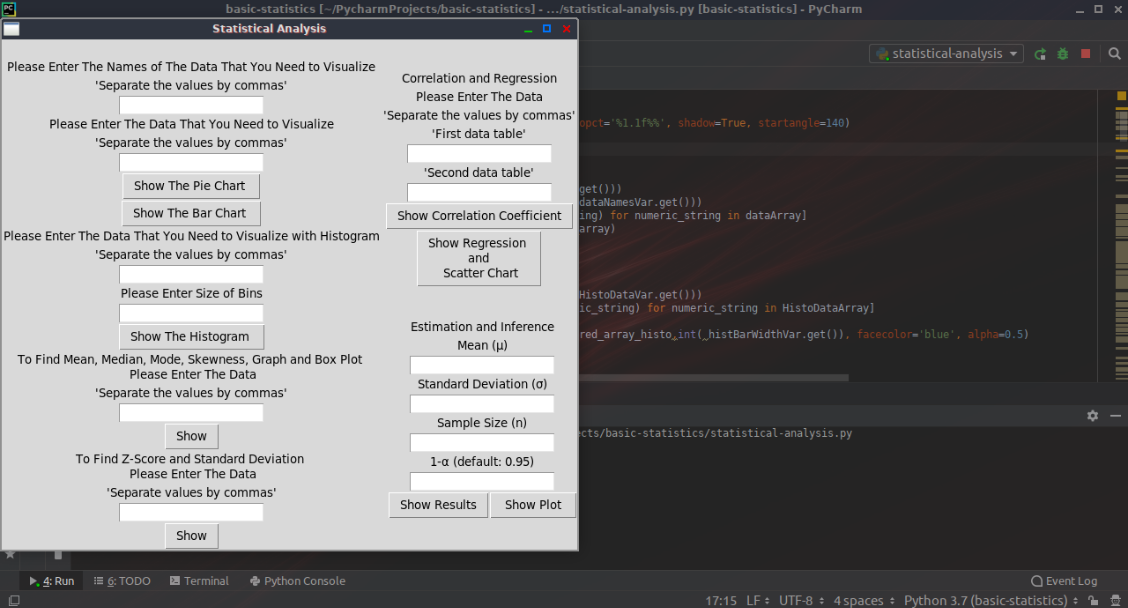 PC
basic-statistics [~/PycharmProjects/basic-statistics] - .../statistical-analysis.py [basic-statistics] - PyCharm
Statistical Analysis
statistical-analysis
Please Enter The Names of The Data That You Need to Visualize
'Separate the values by commas'
Please Enter The Data That You Need to Visualize
'Separate the values by commas'
Show The Pie Chart
Show The Bar Chart
Please Enter The Data That You Need to Visualize with Histogram
'Separate the values by commas'
Please Enter Size of Bins
Show The Histogram
To Find Mean, Median, Mode, Skewness, Graph and Box Plot
Please Enter The Data
'Separate the values by commas'
Show
To Find Z-Score and Standard Deviation
Please Enter The Data
'Separate values by commas'
Show
Correlation and Regression
Please Enter The Data
'Separate the values by commas'
'First data table'
'Second data table'
Show Correlation Coefficient
Show Regression
and
Scatter Chart
Estimation and Inference
Mean (μ)
Standard Deviation (σ)
Sample Size (n)
1-α (default: 0.95)
Show Results
Show Plot
opct='%1.1f%%', shadow=True, startangle=140)
get()))
dataNamesVar.get()))
ing) for numeric_string in dataArray]
array)
HistoDataVar.get()))
ic_string) for numeric_string in HistoDataArray]
red_array_histo, int( histBarWidthVar.get()), facecolor='blue', alpha=0.5)
cts/basic-statistics/statistical-analysis.py
4: Run
6: TODO
Terminal
Python Console
Event Log
17:15 LF UTF-8 4 spaces Python 3.7 (basic-statistics)